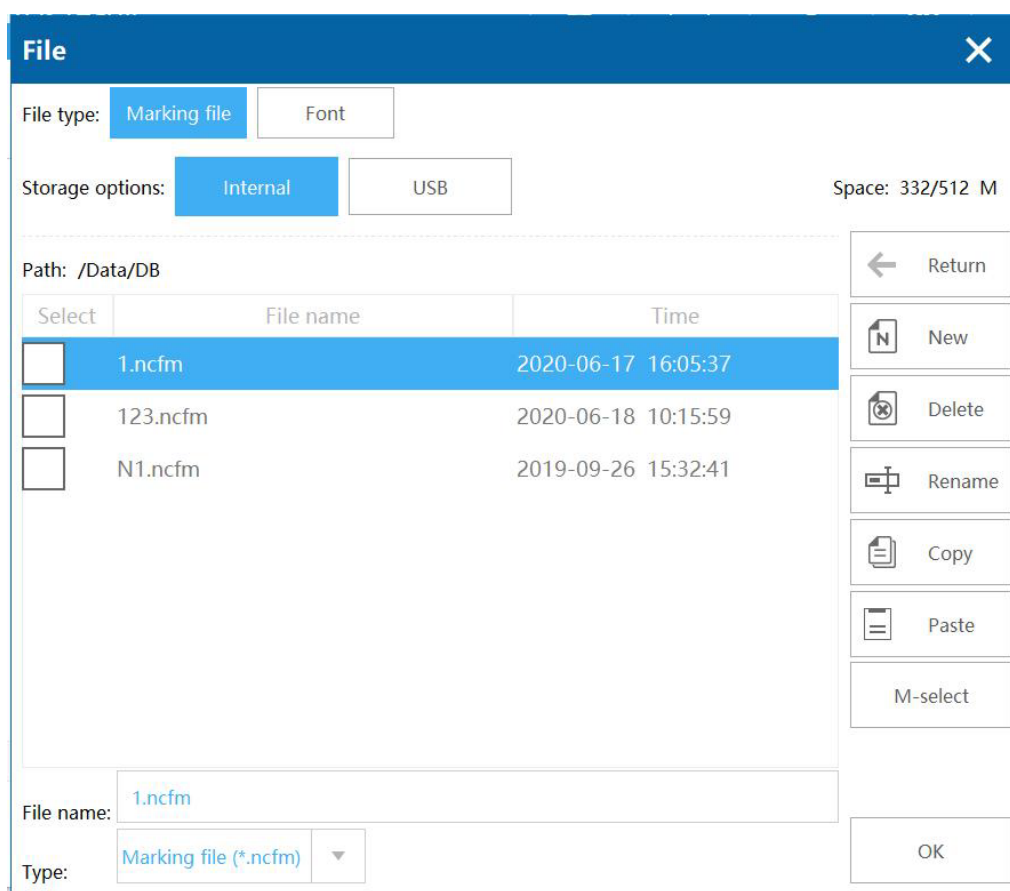 File
File type: Marking file Font
Storage options: Internal USB Space: 332/512 M
Path: /Data/DB
Return
Select File name Time
New
1.ncfm 2020-06-17 16:05:37
123.ncfm 2020-06-18 10:15:59
Delete
N1.ncfm 2019-09-26 15:32:41
Rename
Copy
Paste
M-select
File name: 1.ncfm
Type: Marking file (*.ncfm)
OK